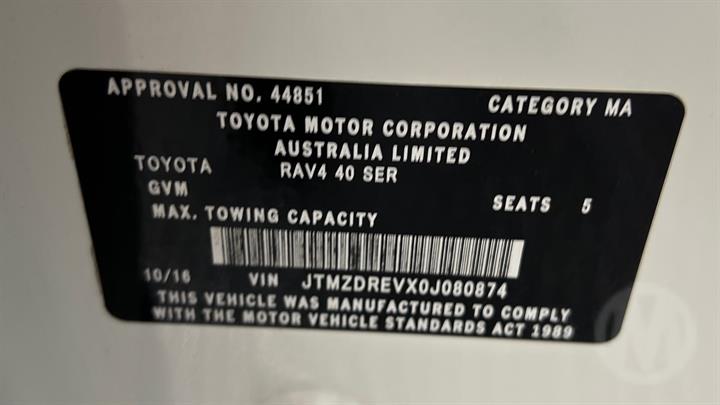 APPROVAL NO. 44851 CATEGORY MA
TOYOTA MOTOR CORPORATION
AUSTRALIA LIMITED
TOYOTA RAV4 40 SER
GVM SEATS 5
MAX. TOWING CAPACITY
10/16 VIN JTMZDREVX0J080874
THIS VEHICLE WAS MANUFACTURED TO COMPLY
WITH THE MOTOR VEHICLE STANDARDS ACT 1989
M